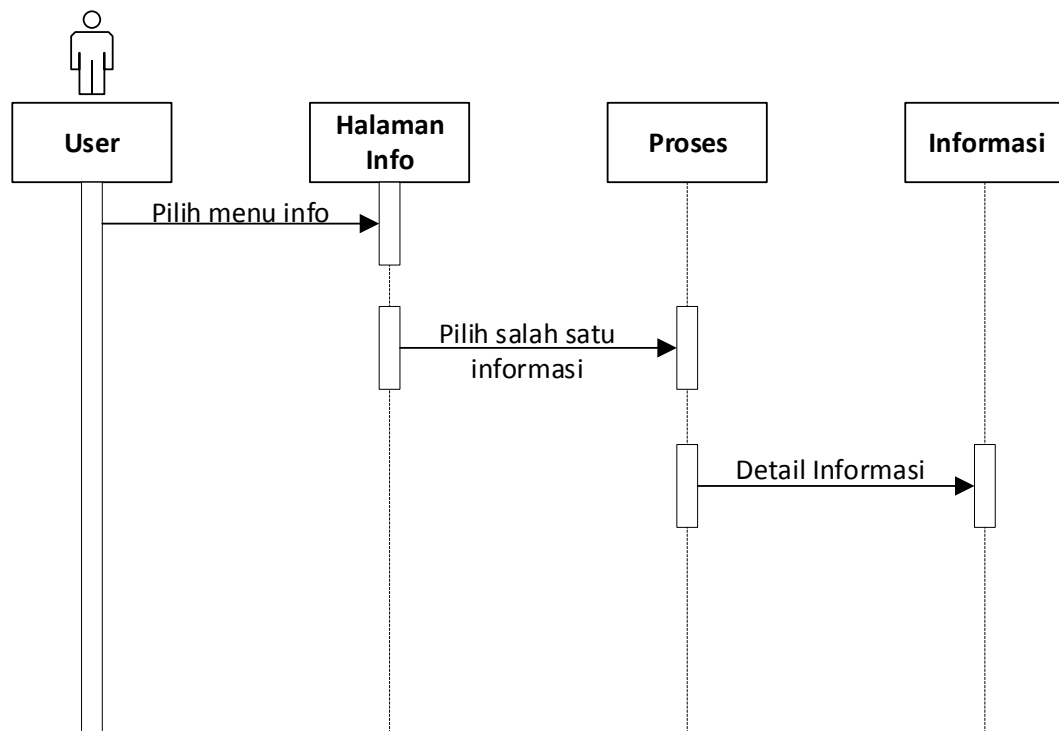 User
Halaman
Info
Proses
Informasi
Pilih menu info
Pilih salah satu
informasi
Detail Informasi